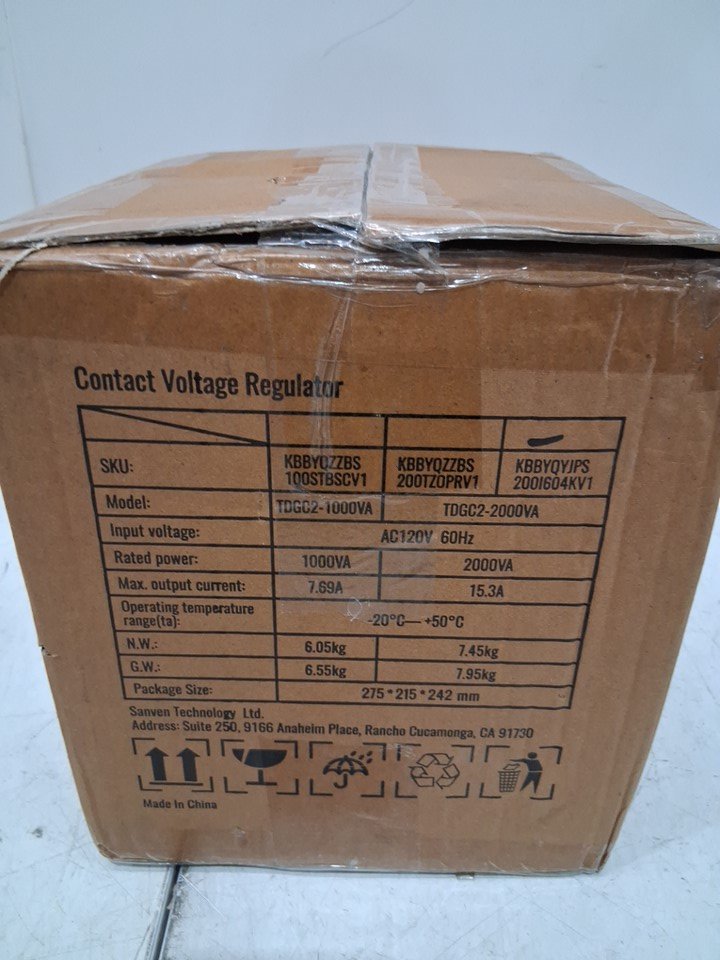 Contact Voltage Regulator
SKU: KBBYQZZBS 100STBSCV1 KBBYQZZBS 200TZOPRV1 KBBYQYJPS 200I604KV1
Model: TDGC2-1000VA TDGC2-2000VA
Input voltage: AC120V 60Hz
Rated power: 1000VA 2000VA
Max. output current: 7.69A 15.3A
Operating temperature
range(ta): -20°C— +50°C
N.W.: 6.05kg 7.45kg
G.W.: 6.55kg 7.95kg
Package Size: 275*215*242 mm
Sanven Technology Ltd.
Address: Suite 250, 9166 Anaheim Place, Rancho Cucamonga, CA 91730
Made In China